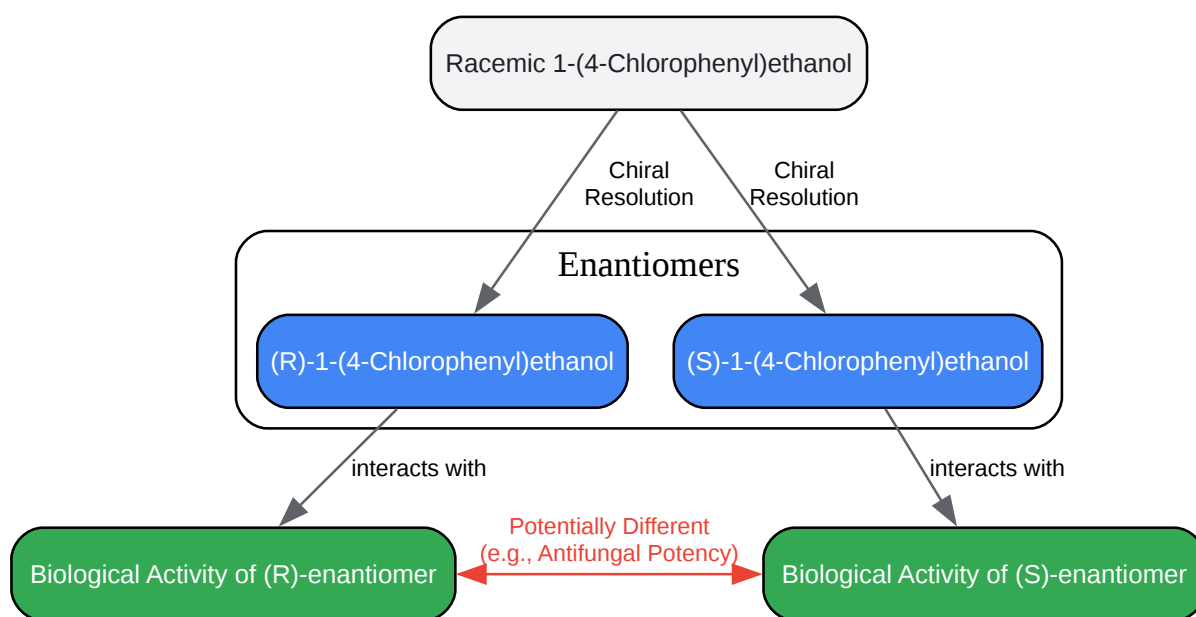 Racemic 1-(4-Chlorophenyl)ethanol
Chiral
Resolution
Chiral
Resolution
Enantiomers
(R)-1-(4-Chlorophenyl)ethanol
(S)-1-(4-Chlorophenyl)ethanol
interacts with
interacts with
Potentially Different
(e.g., Antifungal Potency)
Biological Activity of (R)-enantiomer
Biological Activity of (S)-enantiomer